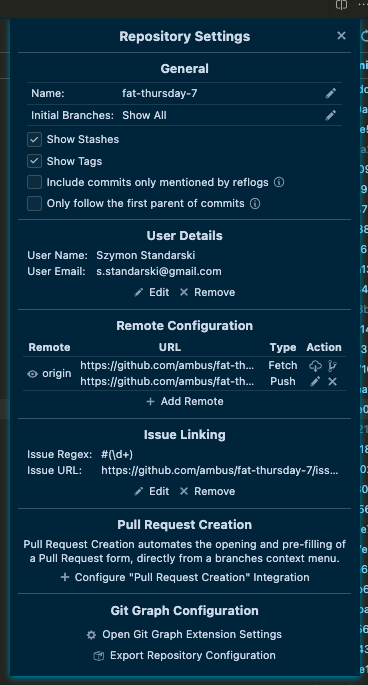 Repository Settings
General
Name: fat-thursday-7
Initial Branches: Show All
Show Stashes
Show Tags
Include commits only mentioned by reflogs
Only follow the first parent of commits
User Details
User Name: Szymon Standarski
User Email: s.standarski@gmail.com
Edit Remove
Remote Configuration
Remote URL Type Action
https://github.com/ambus/fat-th... Fetch
origin
https://github.com/ambus/fat-th... Push
Add Remote
Issue Linking
Issue Regex: #(\d+)
Issue URL: https://github.com/ambus/fat-thursday-7/iss...
Edit Remove
Pull Request Creation
Pull Request Creation automates the opening and pre-filling of
a Pull Request form, directly from a branches context menu.
Configure "Pull Request Creation" Integration
Git Graph Configuration
Open Git Graph Extension Settings
Export Repository Configuration